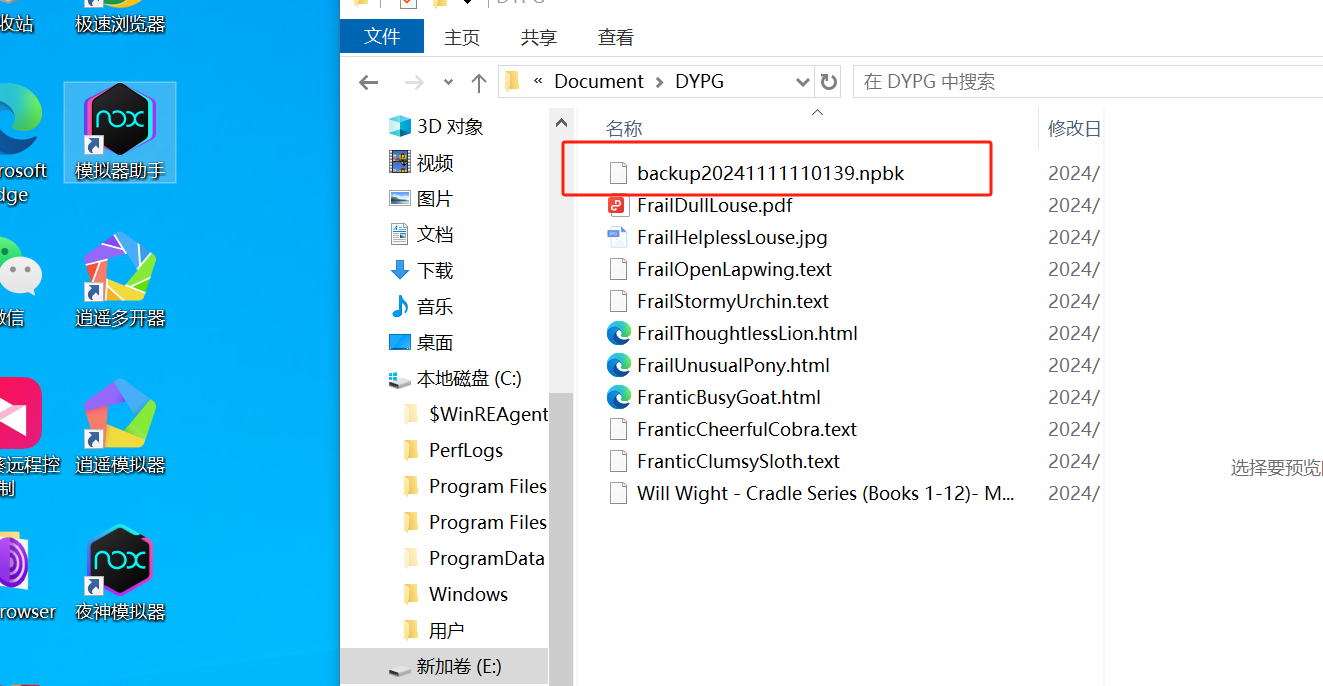 收站
极速浏览器
nox
模拟器助手
rosoft
dge
微信
逍遥多开器
逍遥模拟器
远程控
制
nox
rowser
夜神模拟器
DYPG
文件
主页
共享
查看
« Document > DYPG
在 DYPG 中搜索
3D 对象
视频
图片
文档
下载
音乐
桌面
本地磁盘 (C:)
$WinREAgent
PerfLogs
Program Files
Program Files
ProgramData
Windows
用户
新加卷 (E:)
名称
修改日
backup20241111110139.npbk
2024/
FrailDullLouse.pdf
2024/
FrailHelplessLouse.jpg
2024/
FrailOpenLapwing.text
2024/
FrailStormyUrchin.text
2024/
FrailThoughtlessLion.html
2024/
FrailUnusualPony.html
2024/
FranticBusyGoat.html
2024/
FranticCheerfulCobra.text
2024/
FranticClumsySloth.text
2024/
Will Wight - Cradle Series (Books 1-12)- M...
2024/
选择要预览